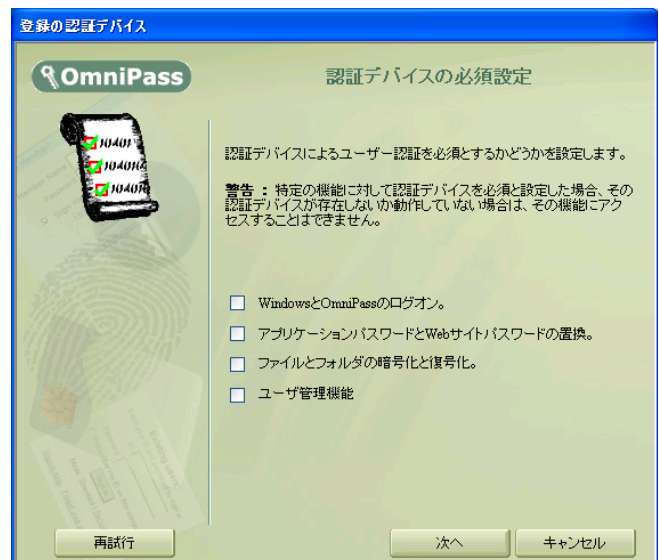 登録の認証デバイス
OmniPass
認証デバイスの必須設定
認証デバイスによるユーザー認証を必須とするかどうかを設定します。
警告 : 特定の機能に対して認証デバイスを必須と設定した場合、その
認証デバイスが存在しないか動作していない場合は、その機能にアク
セスすることはできません。
10401
10401
10401
WindowsとOmniPassのログオン。
アプリケーションパスワードとWebサイトパスワードの置換。
ファイルとフォルダの暗号化と復号化。
ユーザ管理機能
再試行
次へ
キャンセル